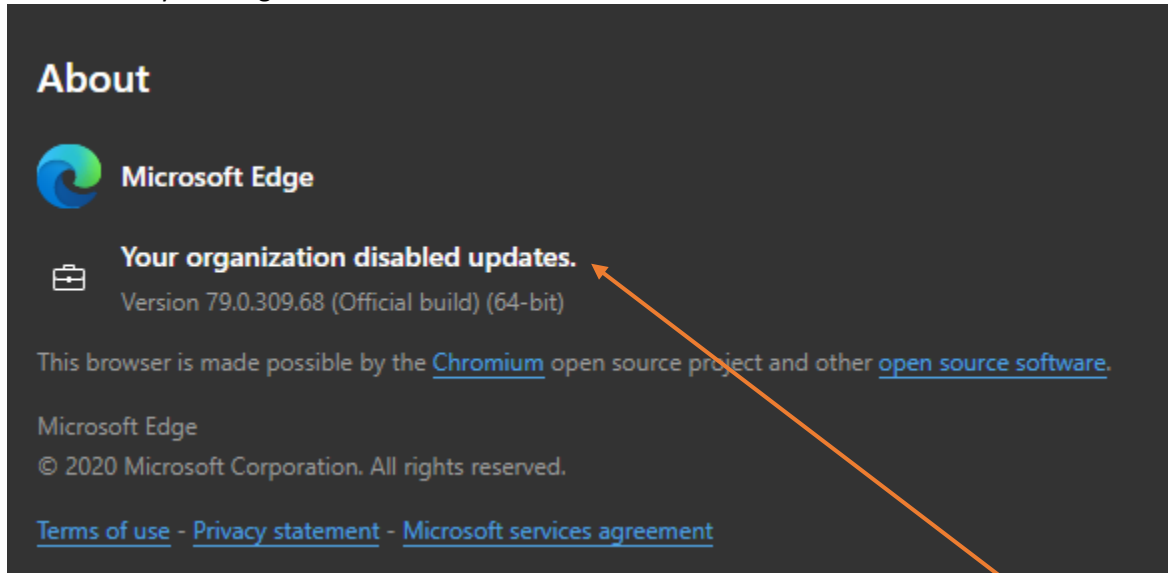 About
Microsoft Edge
Your organization disabled updates.
Version 79.0.309.68 (Official build) (64-bit)
This browser is made possible by the Chromium open source project and other open source software.
Microsoft Edge
© 2020 Microsoft Corporation. All rights reserved.
Terms of use - Privacy statement - Microsoft services agreement